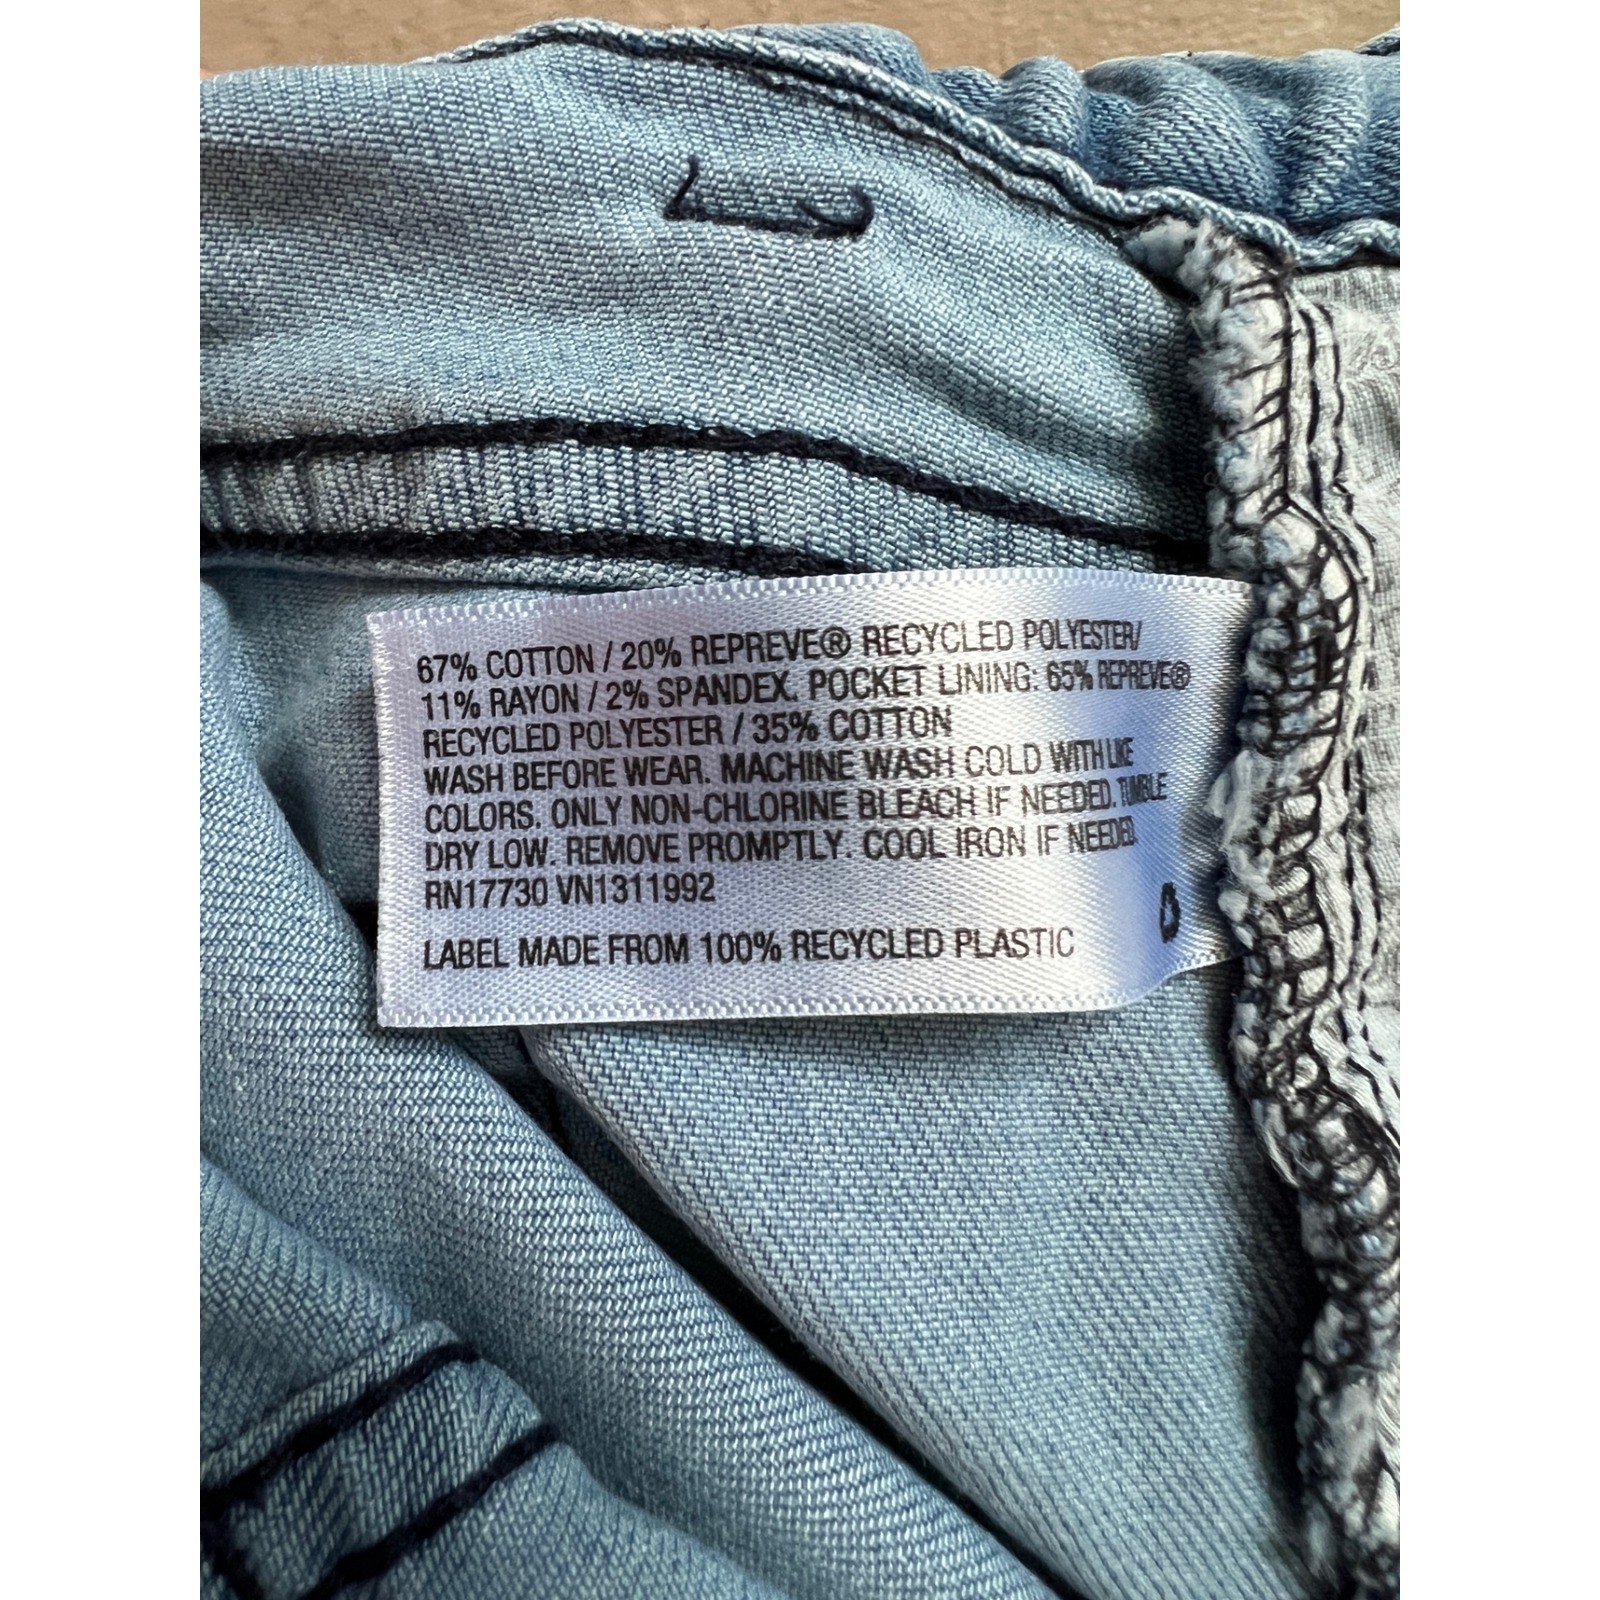 67% COTTON / 20% REPREVE® RECYCLED POLYESTER/
11% RAYON / 2% SPANDEX. POCKET LINING: 65% REPREVE®
RECYCLED POLYESTER / 35% COTTON
WASH BEFORE WEAR. MACHINE WASH COLD WITH LIKE
COLORS. ONLY NON-CHLORINE BLEACH IF NEEDED. TUMBLE
DRY LOW. REMOVE PROMPTLY. COOL IRON IF NEEDED
RN17730 VN1311992
LABEL MADE FROM 100% RECYCLED PLASTIC